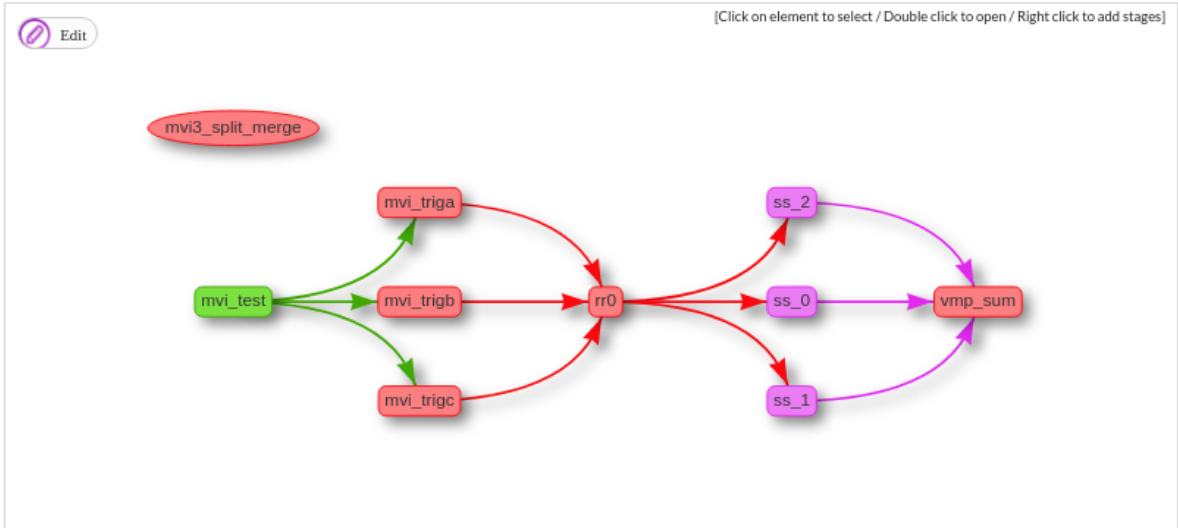 [Click on element to select / Double click to open / Right click to add stages]
Edit
mvi3_split_merge
mvi_triga
ss_2
mvi_test
mvi_trigb
rr0
ss_0
vmp_sum
mvi_trigc
ss_1